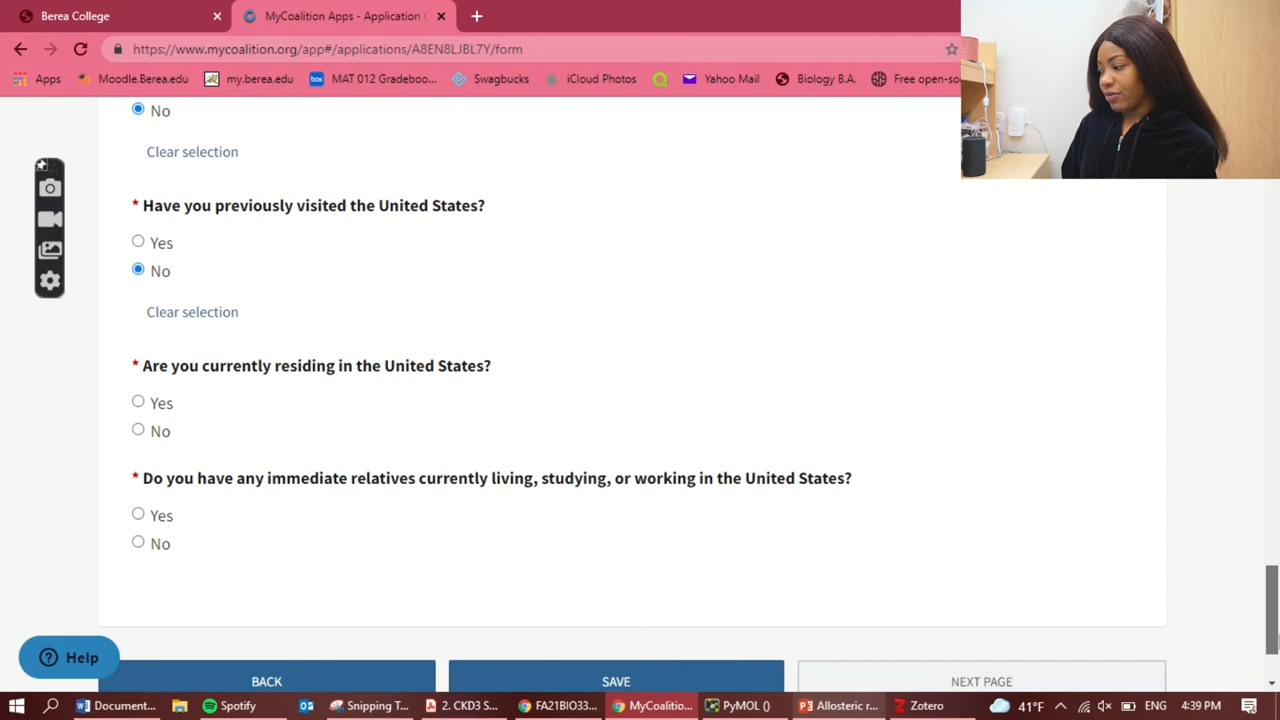 Berea College
MyCoalition Apps - Application
https://www.mycoalition.org/app#/applications/A8EN8LJBL7Y/form
Apps Moodle.Berea.edu my.berea.edu MAT 012 Gradeboo... Swagbucks iCloud Photos Yahoo Mail Biology B.A. Free open-so
No
Clear selection
* Have you previously visited the United States?
Yes
No
Clear selection
* Are you currently residing in the United States?
Yes
No
* Do you have any immediate relatives currently living, studying, or working in the United States?
Yes
No
Help
BACK SAVE NEXT PAGE
Document... Spotify Snipping T... 2. CKD3 S... FA21BIO33... MyCoalitio... PyMOL () Allosteric r... Zotero 41°F ENG 4:39 PM